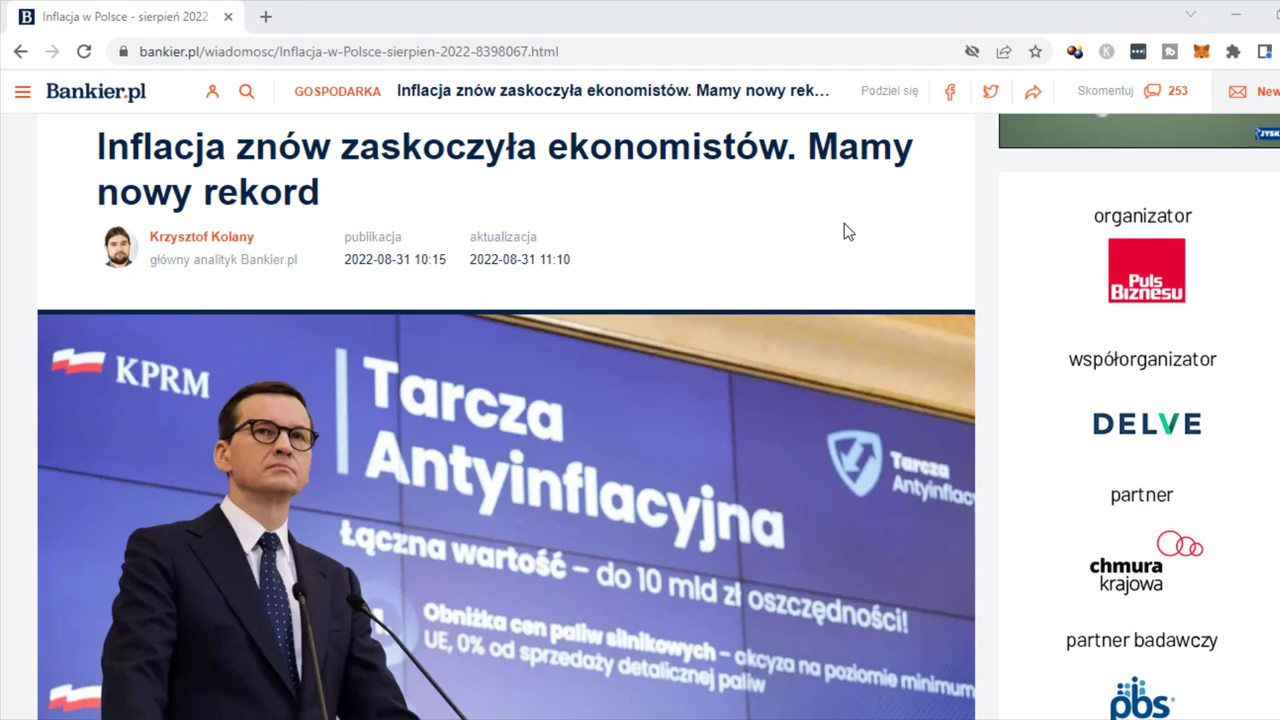 Inflacja w Polsce - sierpień 2022
bankier.pl/wiadomosc/Inflacja-w-Polsce-sierpien-2022-8398067.html
Bankier.pl
GOSPODARKA
Inflacja znów zaskoczyła ekonomistów. Mamy nowy rek...
Podziel się
Skomentuj
253
New
Inflacja znów zaskoczyła ekonomistów. Mamy
nowy rekord
Krzysztof Kolany
główny analityk Bankier.pl
publikacja
2022-08-31 10:15
aktualizacja
2022-08-31 11:10
KPRM
Tarcza
Antyinflacyjna
Łączna wartość – do 10 mld zł oszczędności!
Obniżka cen paliw silnikowych – okcyza na poziomie minimum
UE, 0% od sprzedaży detalicznej paliw
Tarcza
Antyinflac
JYSK
organizator
Puls
Biznesu
współorganizator
DELVE
partner
chmura
krajowa
partner badawczy
pbs